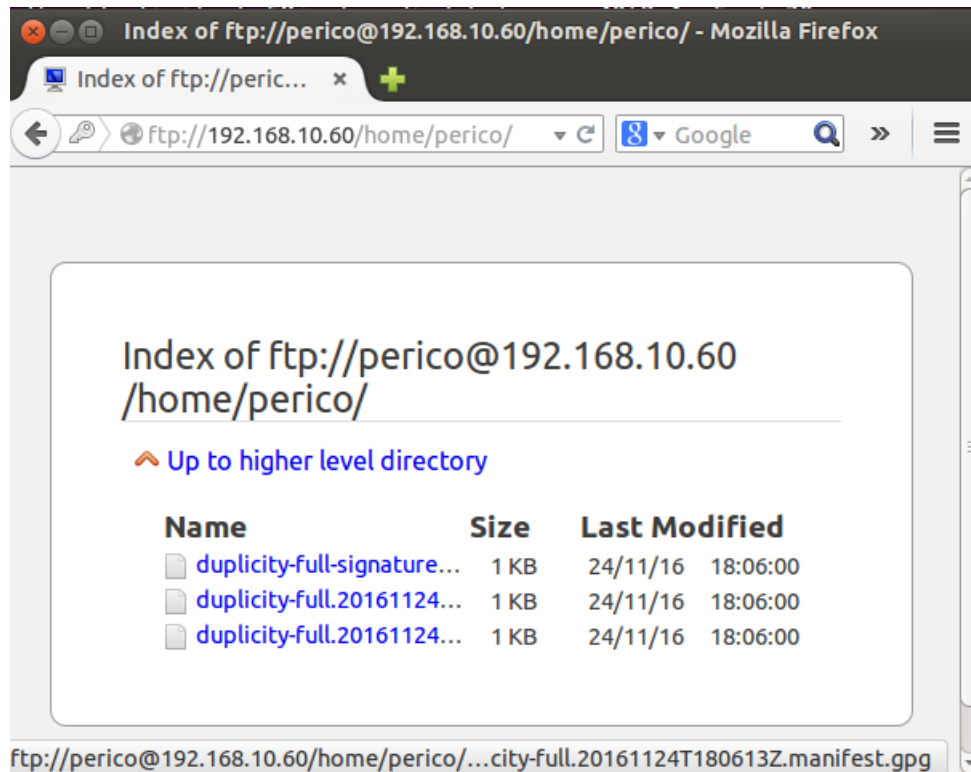 Index of ftp://perico@192.168.10.60/home/perico/ - Mozilla Firefox
Index of ftp://peric...
ftp://192.168.10.60/home/perico/ 8 Google
Index of ftp://perico@192.168.10.60
/home/perico/
Up to higher level directory
Name Size Last Modified
duplicity-full-signature... 1 KB 24/11/16 18:06:00
duplicity-full.20161124... 1 KB 24/11/16 18:06:00
duplicity-full.20161124... 1 KB 24/11/16 18:06:00
ftp://perico@192.168.10.60/home/perico/...city-full.20161124T180613Z.manifest.gpg